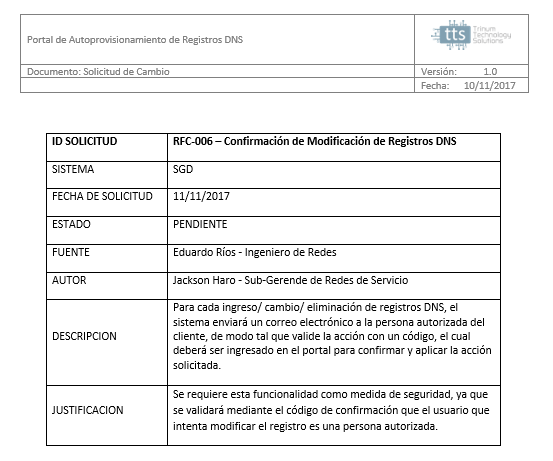 Portal de Autoprovisionamiento de Registros DNS
tts Trinum
Technology
Solutions
Documento: Solicitud de Cambio
Versión: 1.0
Fecha: 10/11/2017
ID SOLICITUD RFC-006 – Confirmación de Modificación de Registros DNS
SISTEMA SGD
FECHA DE SOLICITUD 11/11/2017
ESTADO PENDIENTE
FUENTE Eduardo Ríos - Ingeniero de Redes
AUTOR Jackson Haro - Sub-Gerende de Redes de Servicio
DESCRIPCION
Para cada ingreso/ cambio/ eliminación de registros DNS, el
sistema enviará un correo electrónico a la persona autorizada del
cliente, de modo tal que valide la acción con un código, el cual
deberá ser ingresado en el portal para confirmar y aplicar la acción
solicitada.
JUSTIFICACION
Se requiere esta funcionalidad como medida de seguridad, ya que
se validará mediante el código de confirmación que el usuario que
intenta modificar el registro es una persona autorizada.